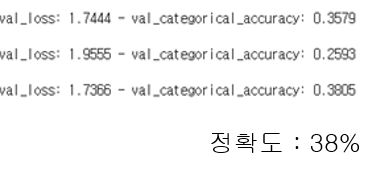 val_loss: 1.7444 - val_categorical_accuracy: 0.3579
val_loss: 1.9555 - val_categorical_accuracy: 0.2593
val_loss: 1.7366 - val_categorical_accuracy: 0.3805
정확도 : 38%